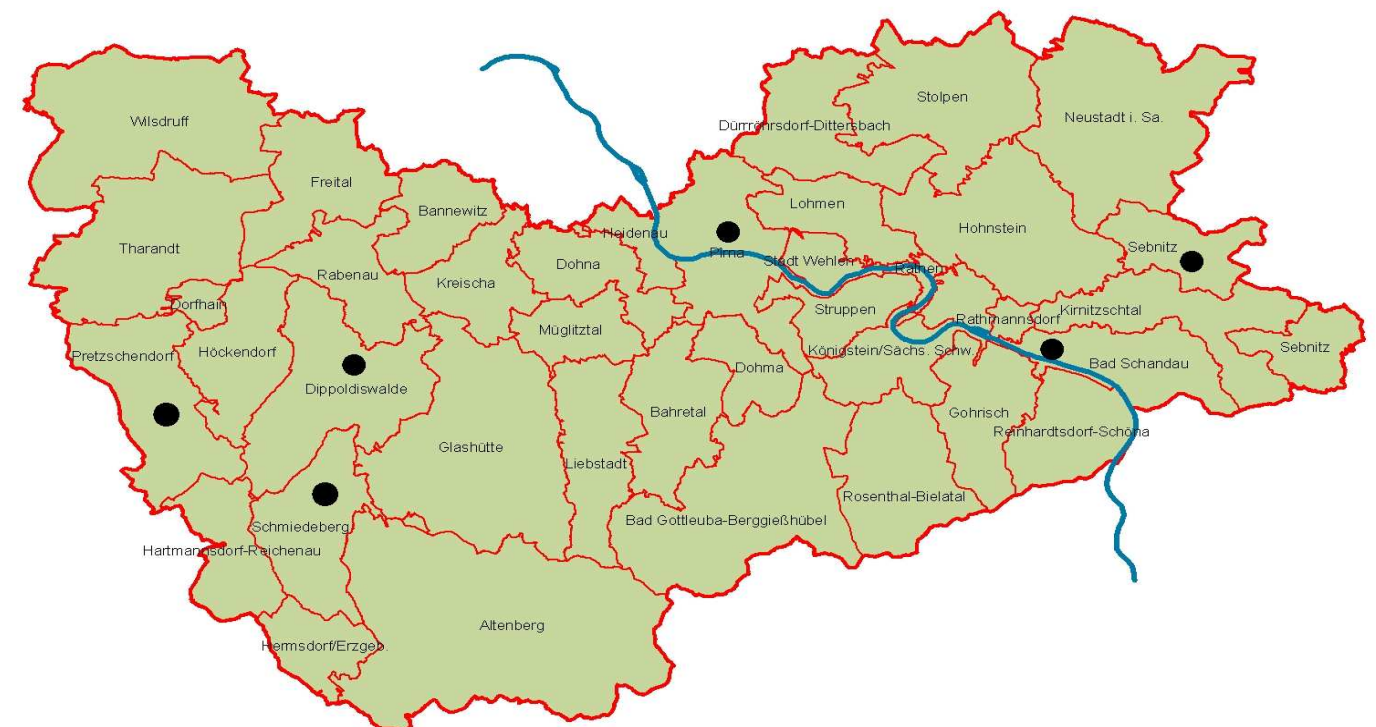 Stolpen
Neustadt i. Sa.
Wilsdruff
Dürrröhrsdorf-Dittersbach
Freital
Lohmen
Bannewitz
Hohnstein
Heidenau
Tharandt
Sebnitz
Pirna
Stadt Wehlen
Dohna
Rathen
Rabenau
Kreischa
Dorfhain
Struppen
Kirnitzschtal
Rathmannsdorf
Müglitztal
Sebnitz
Höckendorf
Königstein/Sächs. Schw.
Pretzschendorf
Bad Schandau
Dohma
Dippoldiswalde
Bahretal
Gohrisch
Reinhardtsdorf-Schöna
Glashütte
Liebstadt
Rosenthal-Bielatal
Bad Gottleuba-Berggießhübel
Schmiedeberg
Hartmannsdorf-Reichenau
Altenberg
Hermsdorf/Erzgeb.